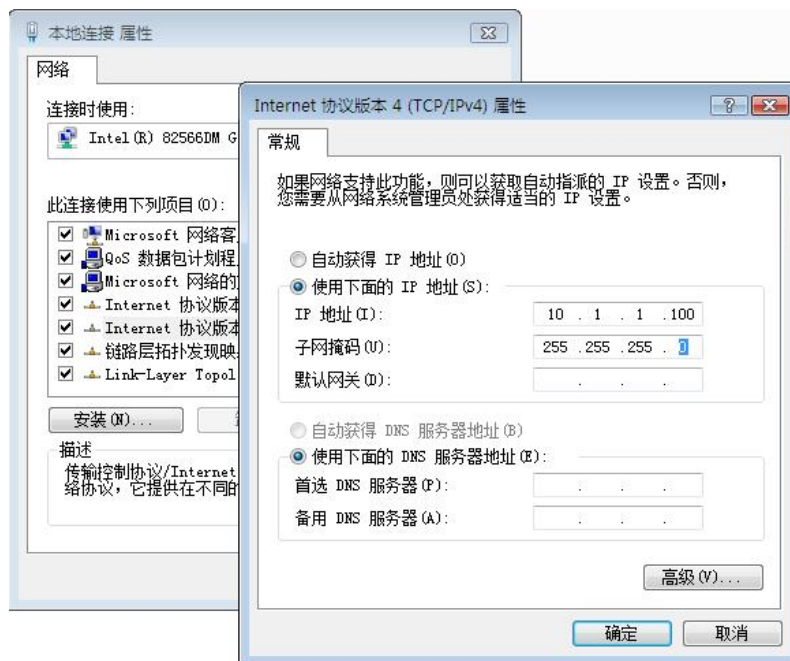 本地连接 属性
网络
连接时使用:
Intel(R) 82566DM G
此连接使用下列项目(O):
Microsoft 网络客
QoS 数据包计划程
Microsoft 网络的
Internet 协议版本
Internet 协议版本
链路层拓扑发现映
Link-Layer Topol
安装(N)...
描述
传输控制协议/Internet
络协议，它提供在不同的
Internet 协议版本 4 (TCP/IPv4) 属性
常规
如果网络支持此功能，则可以获取自动指派的 IP 设置。否则，
您需要从网络系统管理员处获得适当的 IP 设置。
自动获得 IP 地址(O)
使用下面的 IP 地址(S):
IP 地址(I): 10 . 1 . 1 .100
子网掩码(U): 255 .255 .255 . 0
默认网关(D): . . .
自动获得 DNS 服务器地址(B)
使用下面的 DNS 服务器地址(E):
首选 DNS 服务器(P): . . .
备用 DNS 服务器(A): . . .
高级(V)...
确定 取消